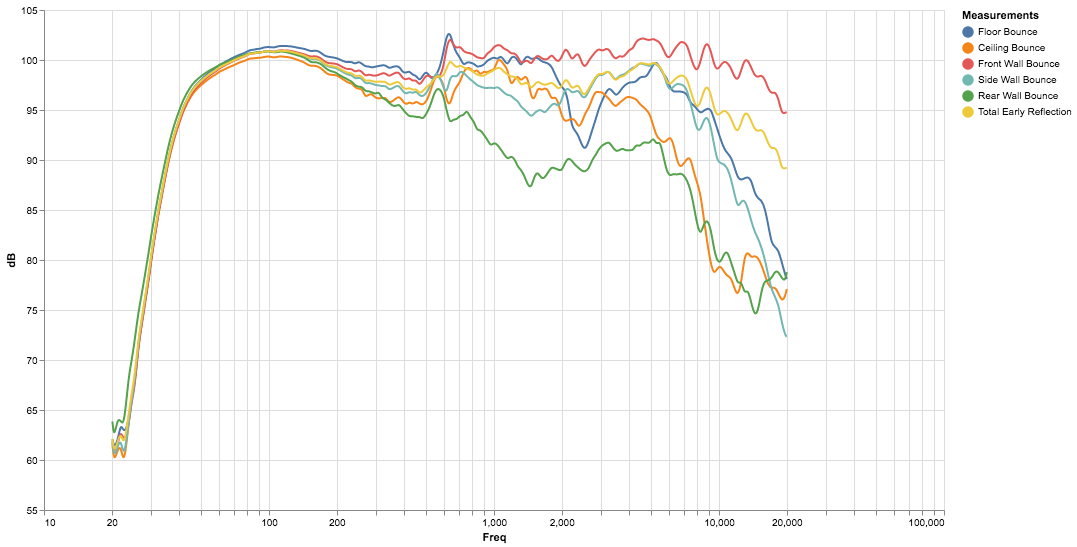 105
100
95
90
85
80
75
70
65
60
55
dB
10
20
100
200
1,000
2,000
10,000
20,000
100,000
Freq
Measurements
Floor Bounce
Ceiling Bounce
Front Wall Bounce
Side Wall Bounce
Rear Wall Bounce
Total Early Reflection